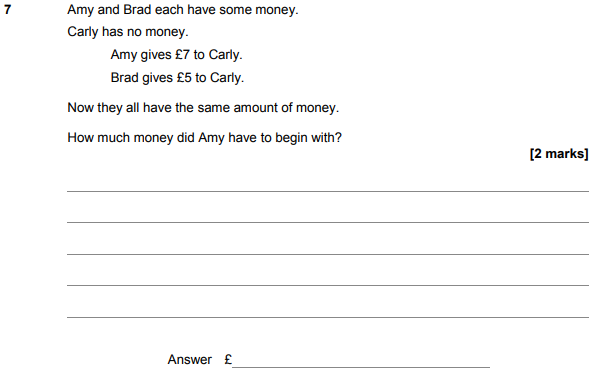 7 Amy and Brad each have some money.
Carly has no money.
Amy gives £7 to Carly.
Brad gives £5 to Carly.
Now they all have the same amount of money.
How much money did Amy have to begin with?
[2 marks]
Answer £